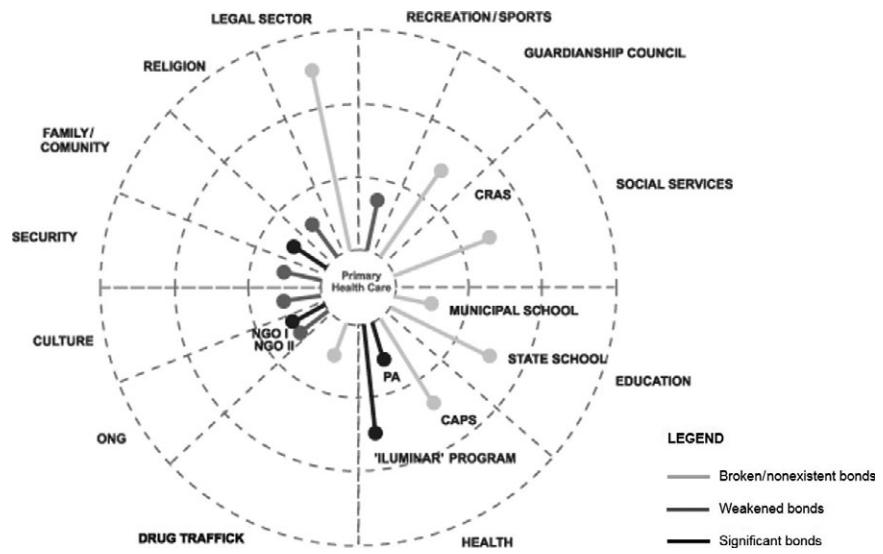 LEGAL SECTOR
RECREATION/SPORTS
GUARDIANSHIP COUNCIL
RELIGION
FAMILY/
COMUNITY
CRAS
SOCIAL SERVICES
SECURITY
Primary
Health Care
MUNICIPAL SCHOOL
CULTURE
NGO I
NGO II
STATE SCHOOL
PA
EDUCATION
CAPS
ONG
'ILUMINAR' PROGRAM
DRUG TRAFFICK
HEALTH
LEGEND
Broken/nonexistent bonds
Weakened bonds
Significant bonds